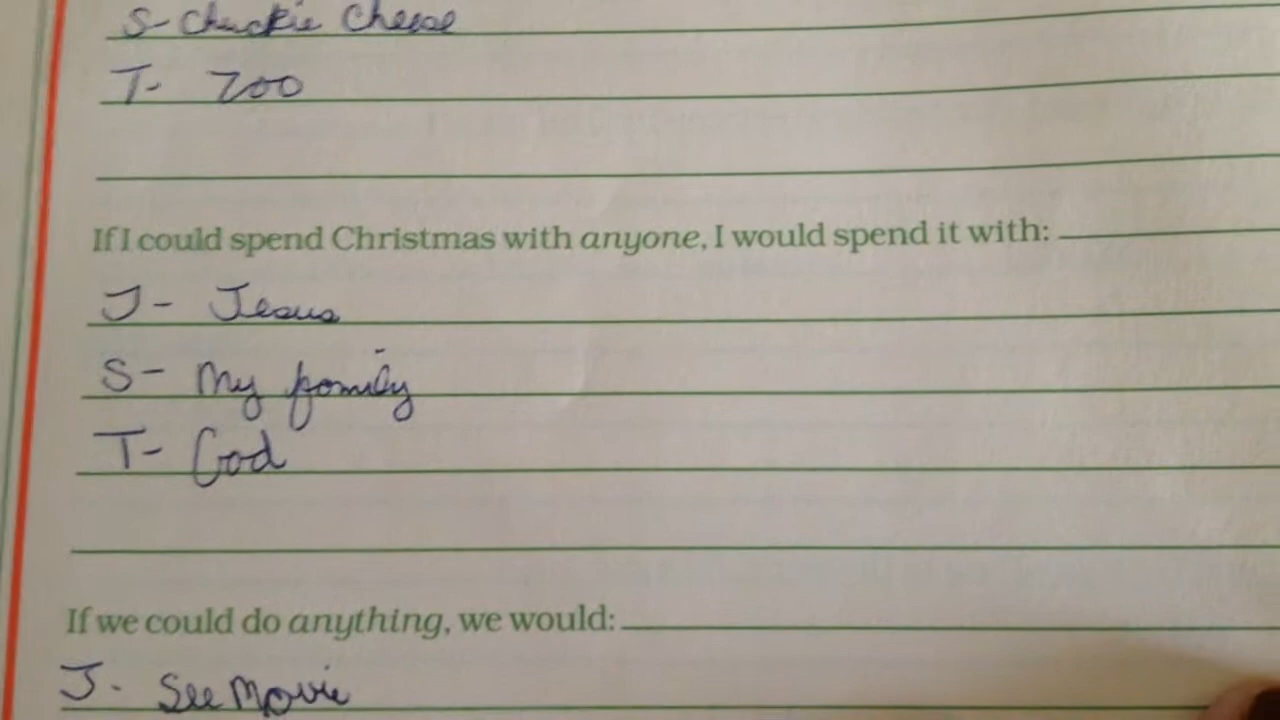 S- Chuckie Cheese
T- Zoo
If I could spend Christmas with anyone, I would spend it with:
J- Jesus
S- My family
T- God
If we could do anything, we would:
J- See Movie